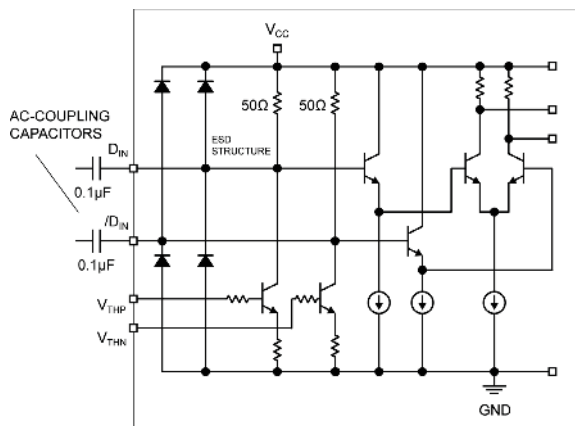 V_CC
50Ω 50Ω
AC-COUPLING
CAPACITORS
D_IN
ESD
STRUCTURE
0.1µF
/D_IN
0.1µF
V_THP
V_THN
GND